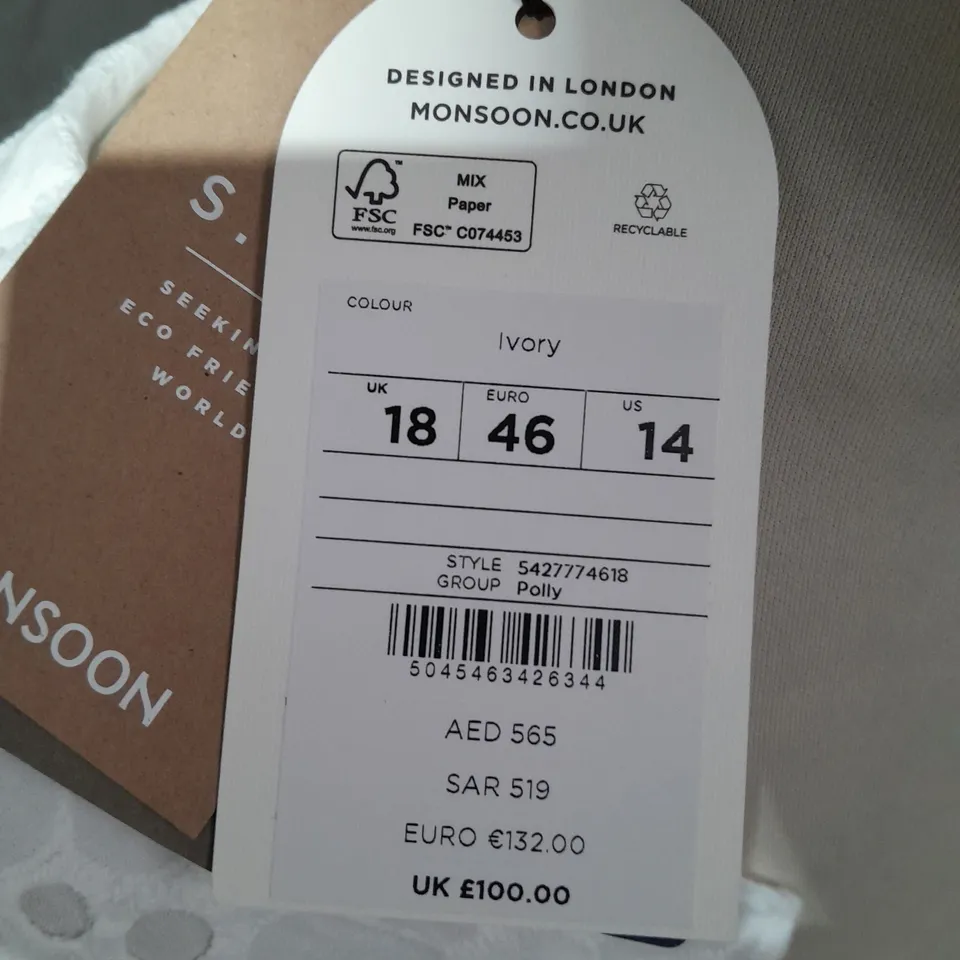 DESIGNED IN LONDON
MONSOON.CO.UK
FSC™
www.fsc.org
MIX
Paper
FSC™ C074453
RECYCLABLE
COLOUR
Ivory
UK
18
EURO
46
US
14
STYLE 5427774618
GROUP Polly
5045463426344
AED 565
SAR 519
EURO €132.00
UK £100.00
S.
SEEKIN
ECO FRIE
WORLD
NSOON